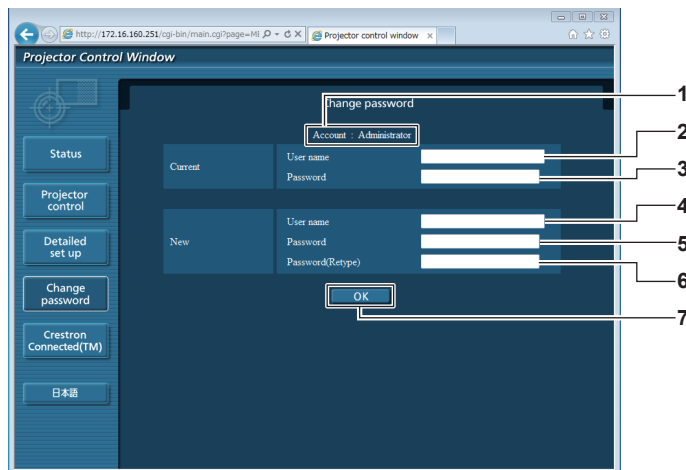 http://172.16.160.251/cgi-bin/main.cgi?page=MI
Projector control window
Projector Control Window
Change password
1
Account : Administrator
2
Status
Current
User name
Password
3
Projector
control
4
User name
Detailed
set up
New
Password
5
Password(Retype)
6
Change
password
OK
7
Crestron
Connected(TM)
日本語